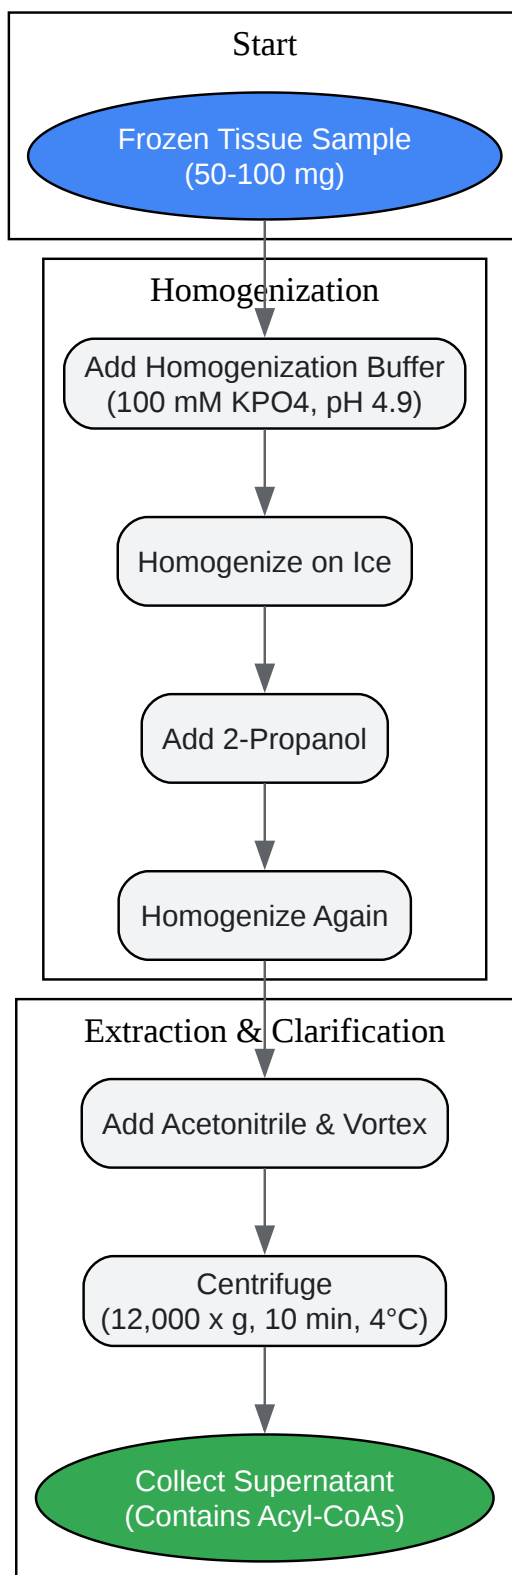 Start
Frozen Tissue Sample
(50-100 mg)
Homogenization
Add Homogenization Buffer
(100 mM KPO4, pH 4.9)
Homogenize on Ice
Add 2-Propanol
Homogenize Again
Extraction & Clarification
Add Acetonitrile & Vortex
Centrifuge
(12,000 x g, 10 min, 4°C)
Collect Supernatant
(Contains Acyl-CoAs)